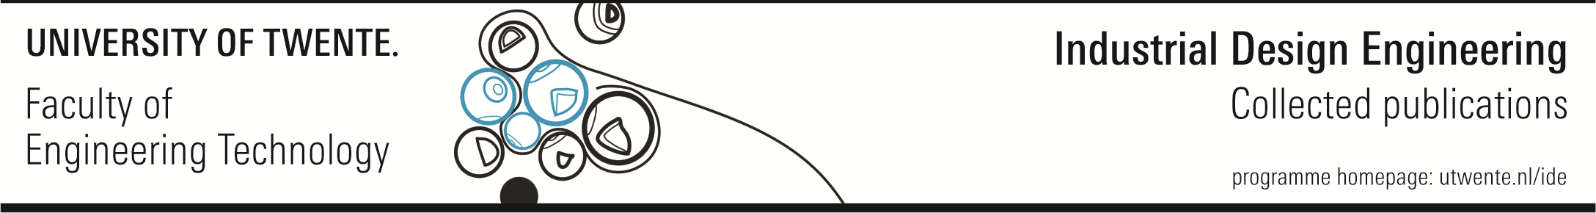 UNIVERSITY OF TWENTE.
Faculty of
Engineering Technology
Industrial Design Engineering
Collected publications
programme homepage: utwente.nl/ide